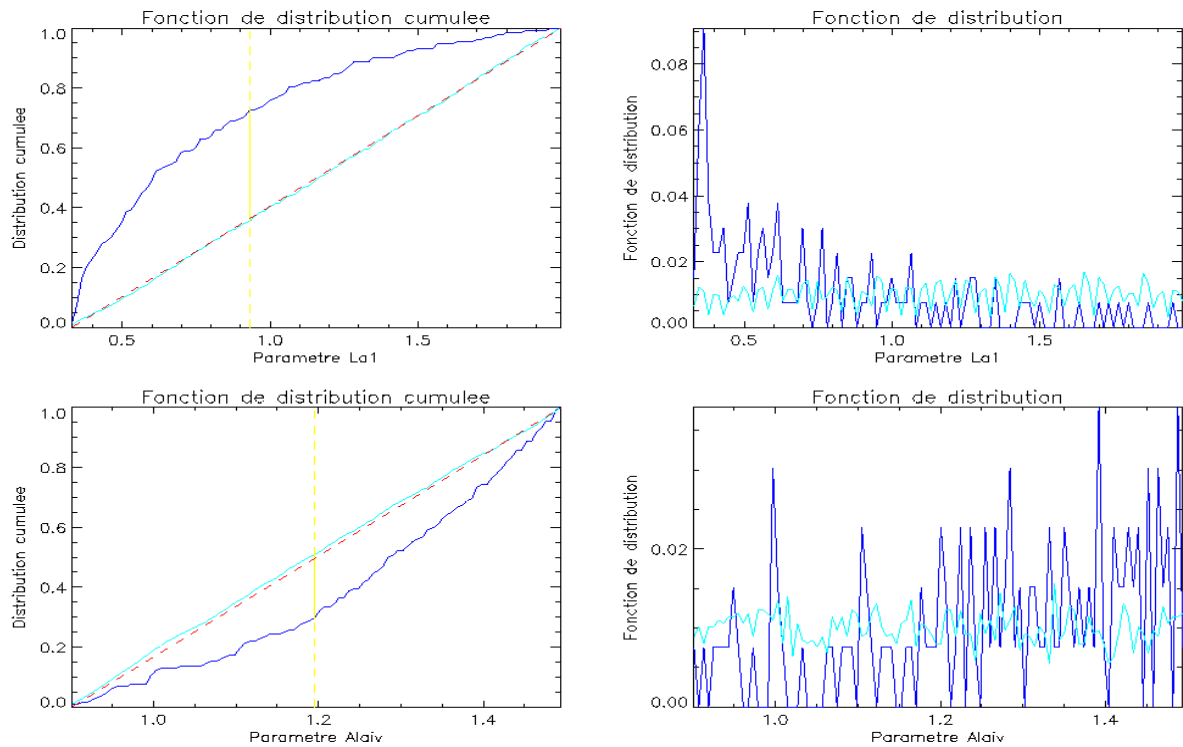 Fonction de distribution cumulee
Distribution cumulee
1.0
0.8
0.6
0.4
0.2
0.0
0.5
1.0
1.5
Parametre La1
Fonction de distribution
Fonction de distribution
0.08
0.06
0.04
0.02
0.00
0.5
1.0
1.5
Parametre La1
Fonction de distribution cumulee
Distribution cumulee
1.0
0.8
0.6
0.4
0.2
0.0
1.0
1.2
1.4
Parametre Alaiv
Fonction de distribution
Fonction de distribution
0.02
0.00
1.0
1.2
1.4
Parametre Alaiv